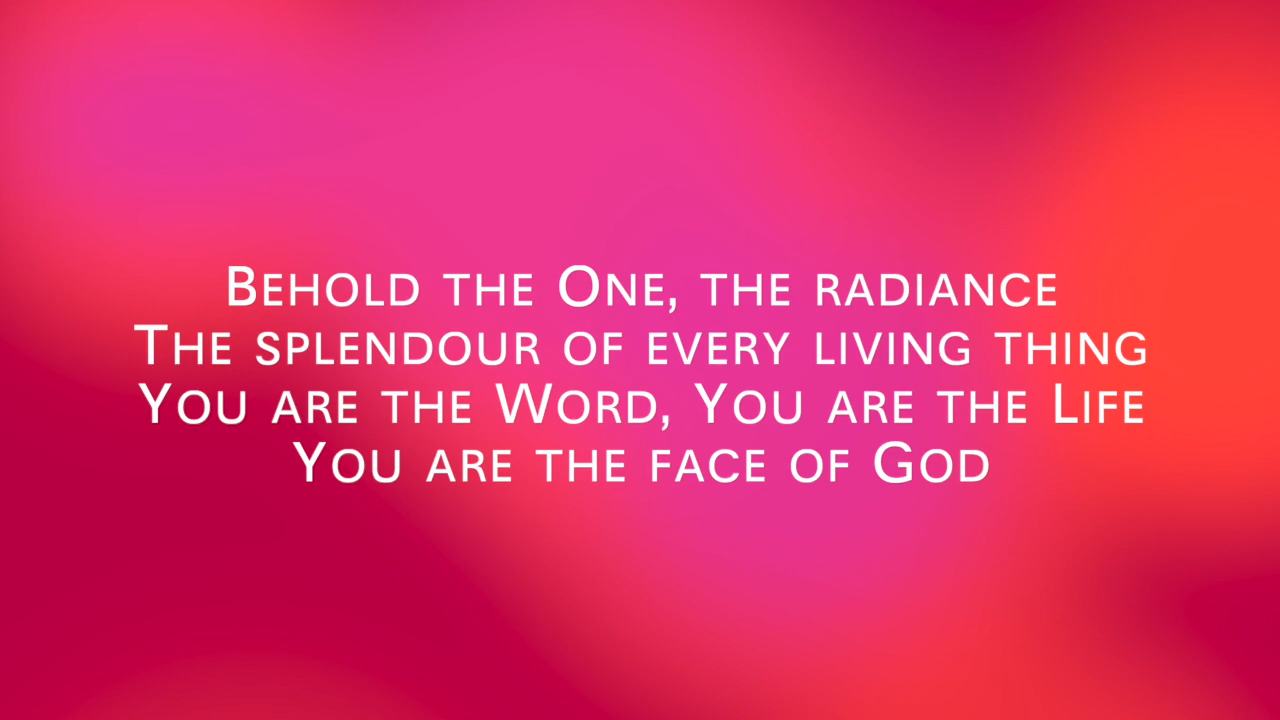 Behold the One, the radiance
The splendour of every living thing
You are the Word, You are the Life
You are the face of God